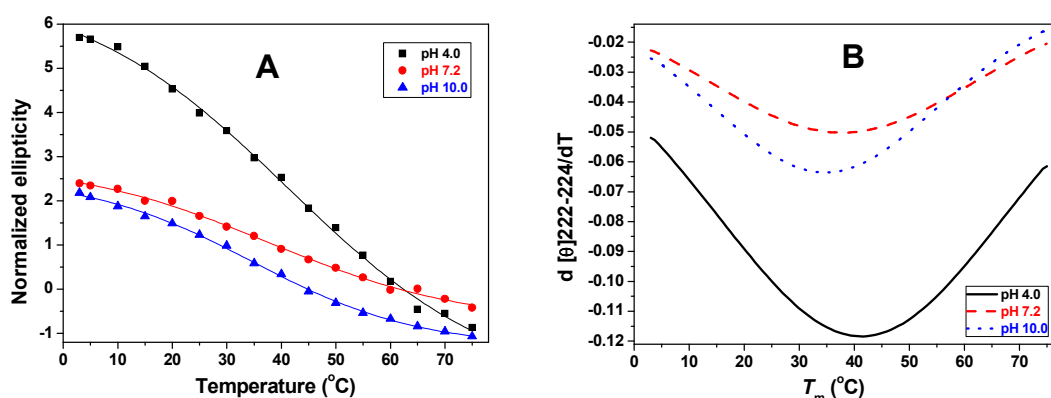 A
pH 4.0
pH 7.2
pH 10.0
Normalized ellipticity
6
5
4
3
2
1
0
-1
0 10 20 30 40 50 60 70
Temperature (°C)
B
d [θ]222-224/dT
-0.02
-0.03
-0.04
-0.05
-0.06
-0.07
-0.08
-0.09
-0.10
-0.11
-0.12
pH 4.0
pH 7.2
pH 10.0
0 10 20 30 40 50 60 70
Tm (°C)